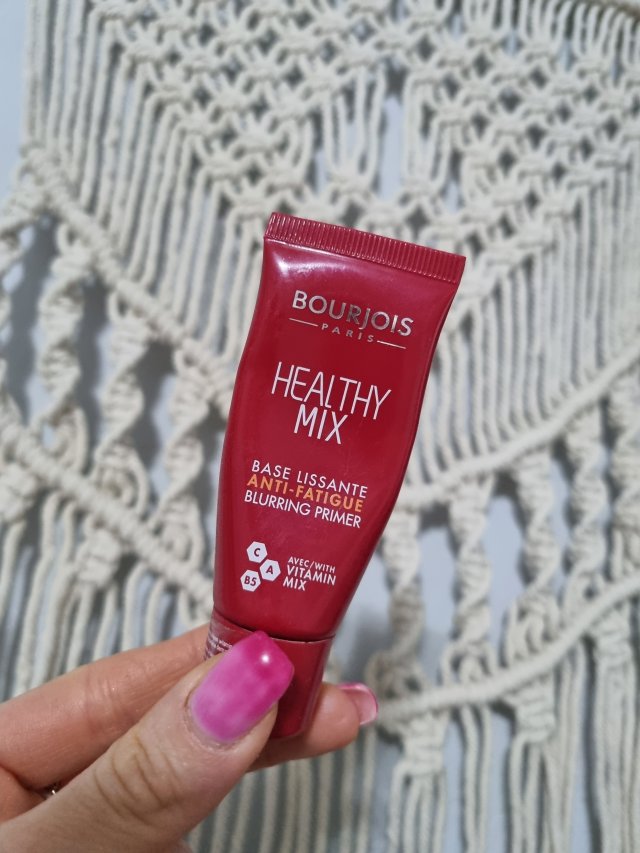 BOURJOIS
PARIS
HEALTHY
MIX
BASE LISSANTE
ANTI-FATIGUE
BLURRING PRIMER
C
A
B5
AVEC/WITH
VITAMIN
MIX